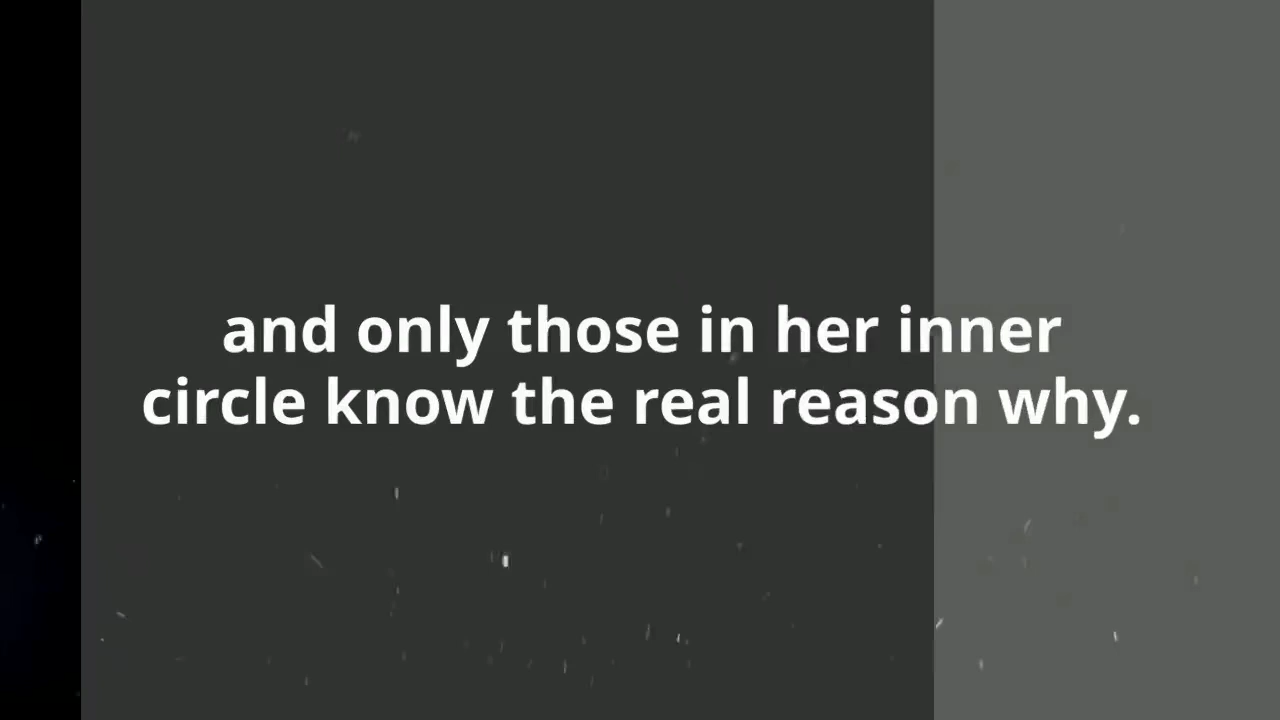 and only those in her inner
circle know the real reason why.